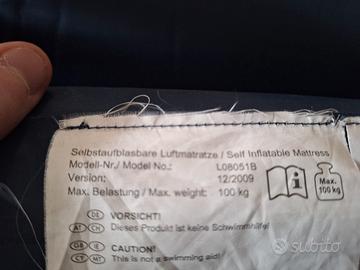 Selbstaufblasbare Luftmatratze / Self Inflatable Mattress
Modell-Nr./ Model No.: L08051B
Version: 12/2009
Max. Belastung / Max. weight: 100 kg
Max. 100 kg
DE VORSICHT!
AT CH Dieses Produkt ist keine Schwimmhilfe!
GB IE CAUTION!
CY MT This is not a swimming aid!
subito